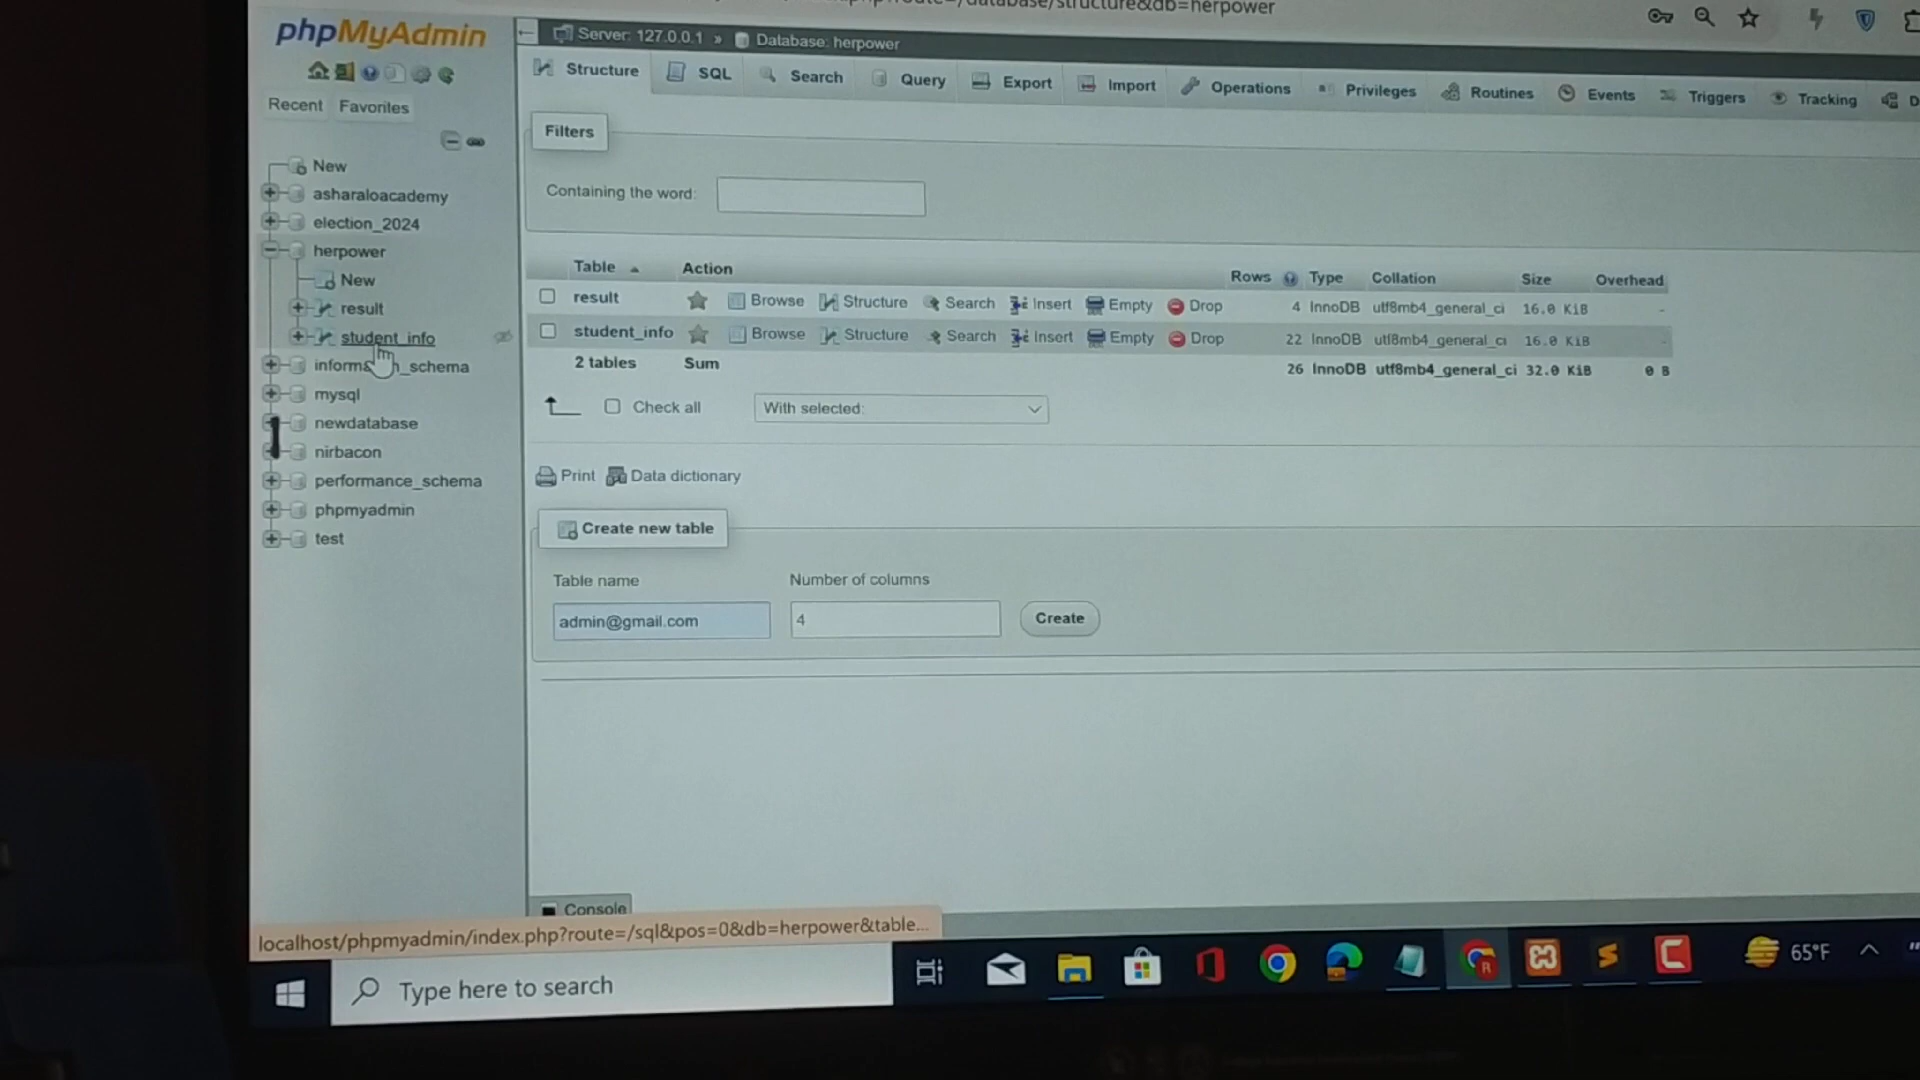 structure&db=herpower
phpMyAdmin
Recent Favorites
New
asharaloacademy
election_2024
herpower
New
result
student_info
mysql
newdatabase
nirbacon
performance_schema
phpmyadmin
test
Server: 127.0.0.1 » Database: herpower
Structure SQL Search Query Export Import Operations Privileges Routines Events Triggers Tracking
Filters
Containing the word:
Table Action Rows Type Collation Size Overhead
result Browse Structure Search Insert Empty Drop 4 InnoDB utf8mb4_general_ci 16.0 KiB -
student_info Browse Structure Search Insert Empty Drop 22 InnoDB utf8mb4_general_ci 16.0 KiB -
2 tables Sum 26 InnoDB utf8mb4_general_ci 32.0 KiB 0 B
Check all With selected:
Print Data dictionary
Create new table
Table name Number of columns
admin@gmail.com 4 Create
Console
localhost/phpmyadmin/index.php?route=/sql&pos=0&db=herpower&table...
Type here to search
65°F